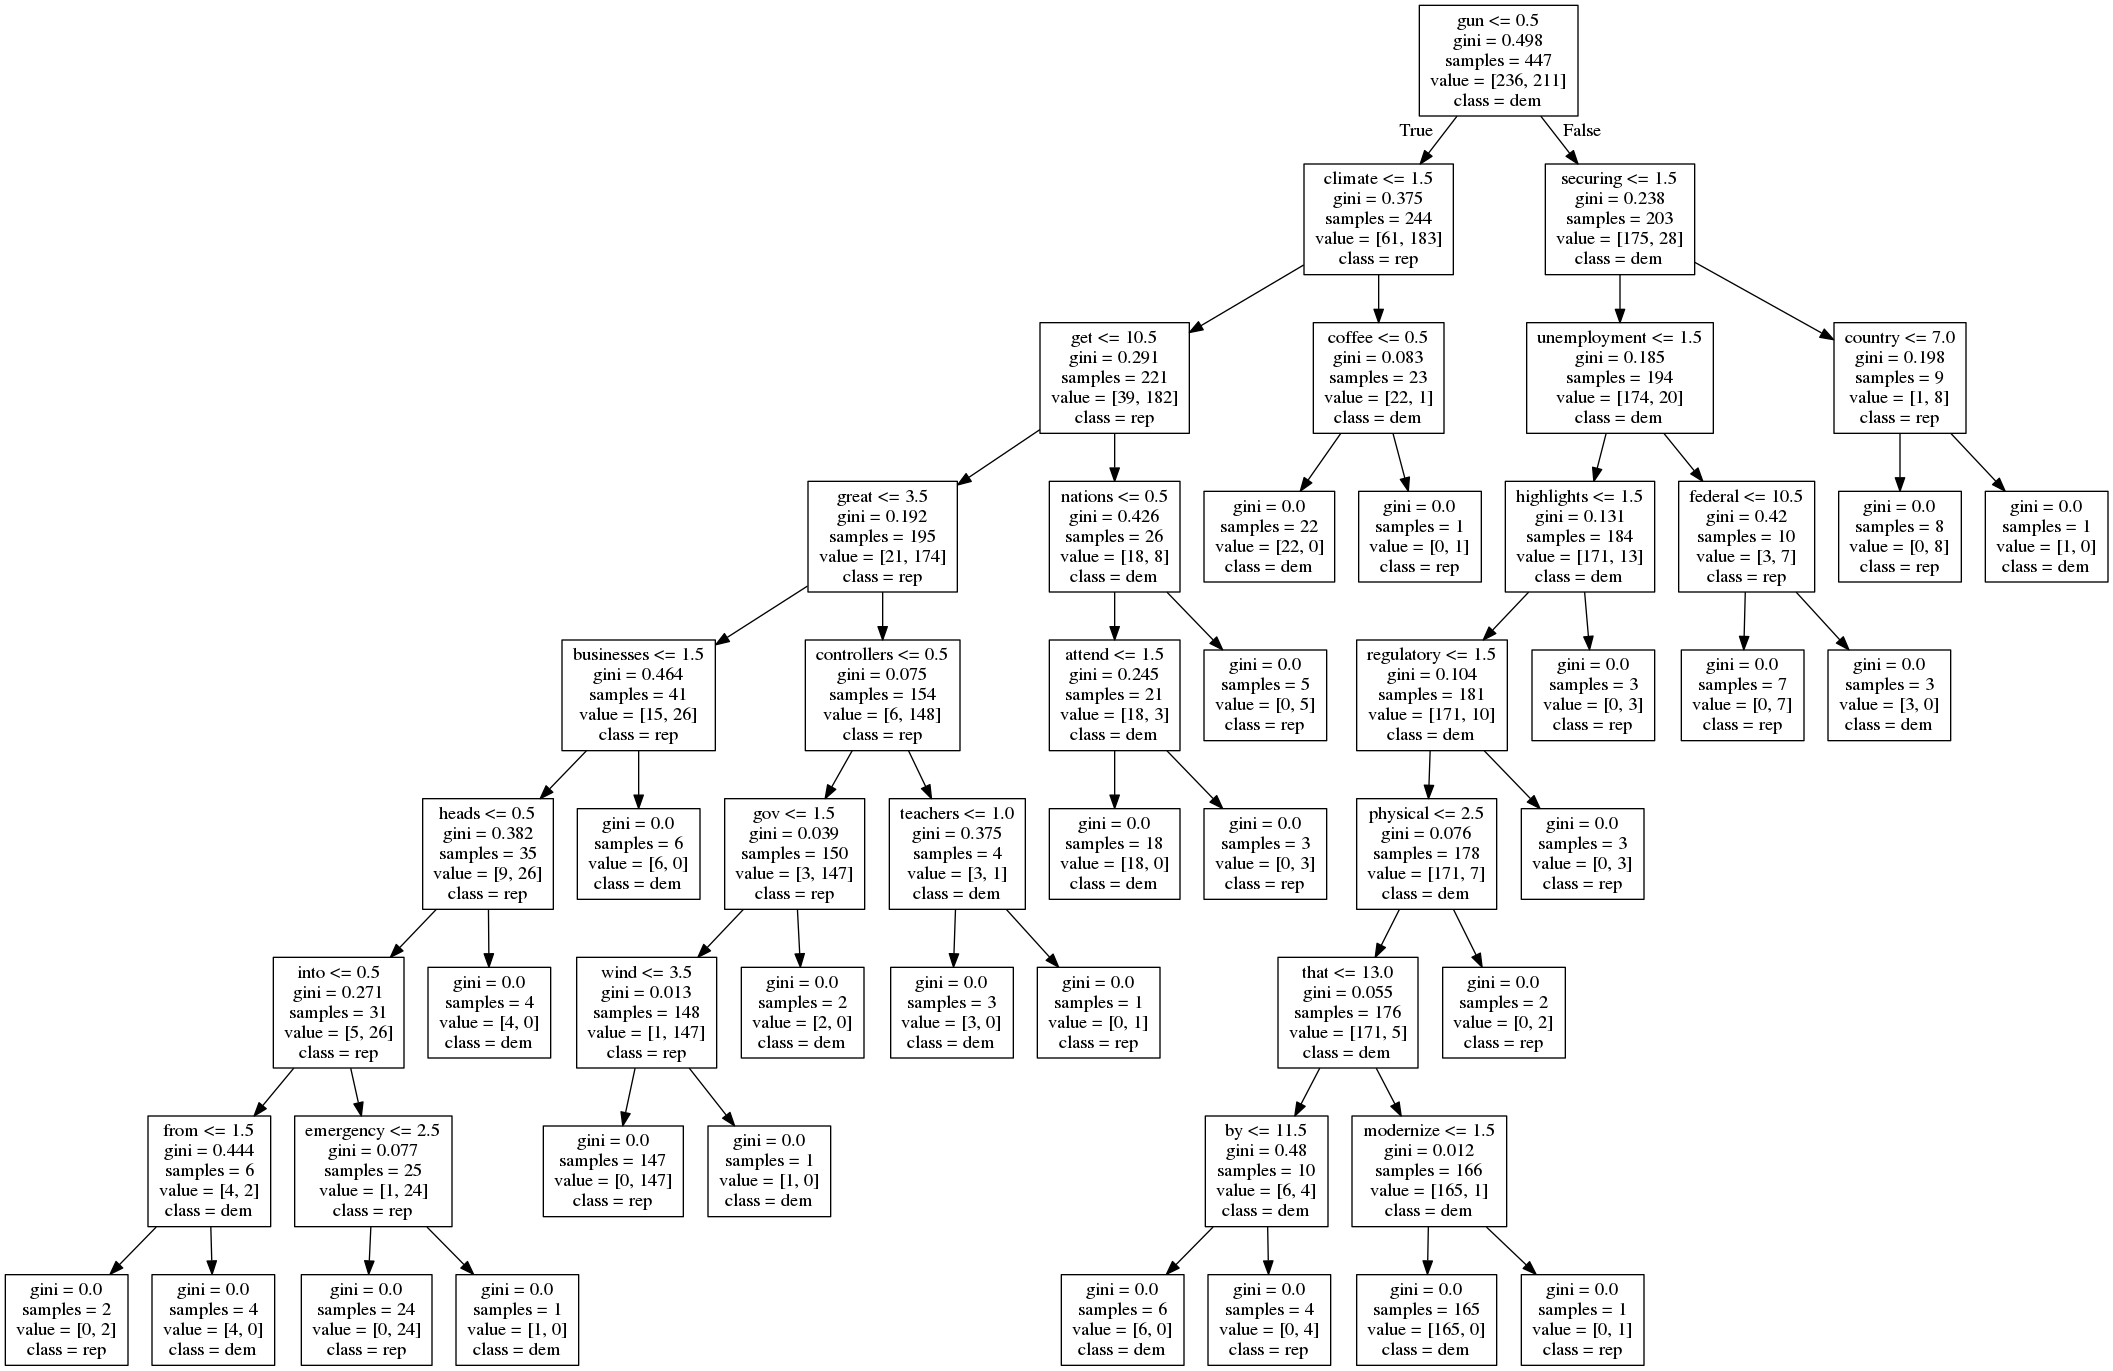 gun <= 0.5
gini = 0.498
samples = 447
value = [236, 211]
class = dem
True
False
climate <= 1.5
gini = 0.375
samples = 244
value = [61, 183]
class = rep
securing <= 1.5
gini = 0.238
samples = 203
value = [175, 28]
class = dem
get <= 10.5
gini = 0.291
samples = 221
value = [39, 182]
class = rep
coffee <= 0.5
gini = 0.083
samples = 23
value = [22, 1]
class = dem
unemployment <= 1.5
gini = 0.185
samples = 194
value = [174, 20]
class = dem
country <= 7.0
gini = 0.198
samples = 9
value = [1, 8]
class = rep
great <= 3.5
gini = 0.192
samples = 195
value = [21, 174]
class = rep
nations <= 0.5
gini = 0.426
samples = 26
value = [18, 8]
class = dem
gini = 0.0
samples = 22
value = [22, 0]
class = dem
gini = 0.0
samples = 1
value = [0, 1]
class = rep
highlights <= 1.5
gini = 0.131
samples = 184
value = [171, 13]
class = dem
federal <= 10.5
gini = 0.42
samples = 10
value = [3, 7]
class = rep
gini = 0.0
samples = 8
value = [0, 8]
class = rep
gini = 0.0
samples = 1
value = [1, 0]
class = dem
businesses <= 1.5
gini = 0.464
samples = 41
value = [15, 26]
class = rep
controllers <= 0.5
gini = 0.075
samples = 154
value = [6, 148]
class = rep
attend <= 1.5
gini = 0.245
samples = 21
value = [18, 3]
class = dem
gini = 0.0
samples = 5
value = [0, 5]
class = rep
regulatory <= 1.5
gini = 0.104
samples = 181
value = [171, 10]
class = dem
gini = 0.0
samples = 3
value = [0, 3]
class = rep
gini = 0.0
samples = 7
value = [0, 7]
class = rep
gini = 0.0
samples = 3
value = [3, 0]
class = dem
heads <= 0.5
gini = 0.382
samples = 35
value = [9, 26]
class = rep
gini = 0.0
samples = 6
value = [6, 0]
class = dem
gov <= 1.5
gini = 0.039
samples = 150
value = [3, 147]
class = rep
teachers <= 1.0
gini = 0.375
samples = 4
value = [3, 1]
class = dem
gini = 0.0
samples = 18
value = [18, 0]
class = dem
gini = 0.0
samples = 3
value = [0, 3]
class = rep
physical <= 2.5
gini = 0.076
samples = 178
value = [171, 7]
class = dem
gini = 0.0
samples = 3
value = [0, 3]
class = rep
into <= 0.5
gini = 0.271
samples = 31
value = [5, 26]
class = rep
gini = 0.0
samples = 4
value = [4, 0]
class = dem
wind <= 3.5
gini = 0.013
samples = 148
value = [1, 147]
class = rep
gini = 0.0
samples = 2
value = [2, 0]
class = dem
gini = 0.0
samples = 3
value = [3, 0]
class = dem
gini = 0.0
samples = 1
value = [0, 1]
class = rep
that <= 13.0
gini = 0.055
samples = 176
value = [171, 5]
class = dem
gini = 0.0
samples = 2
value = [0, 2]
class = rep
from <= 1.5
gini = 0.444
samples = 6
value = [4, 2]
class = dem
emergency <= 2.5
gini = 0.077
samples = 25
value = [1, 24]
class = rep
gini = 0.0
samples = 147
value = [0, 147]
class = rep
gini = 0.0
samples = 1
value = [1, 0]
class = dem
by <= 11.5
gini = 0.48
samples = 10
value = [6, 4]
class = dem
modernize <= 1.5
gini = 0.012
samples = 166
value = [165, 1]
class = dem
gini = 0.0
samples = 2
value = [0, 2]
class = rep
gini = 0.0
samples = 4
value = [4, 0]
class = dem
gini = 0.0
samples = 24
value = [0, 24]
class = rep
gini = 0.0
samples = 1
value = [1, 0]
class = dem
gini = 0.0
samples = 6
value = [6, 0]
class = dem
gini = 0.0
samples = 4
value = [0, 4]
class = rep
gini = 0.0
samples = 165
value = [165, 0]
class = dem
gini = 0.0
samples = 1
value = [0, 1]
class = rep